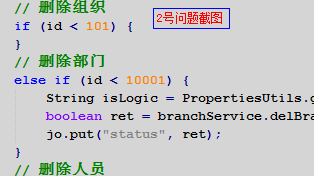 // 删除组织
if (id < 101) {
2号问题截图
}
// 删除部门
else if (id < 10001) {
String isLogic = PropertiesUtils.g
boolean ret = branchService.delBra
jo.put("status", ret);
}
// 删除人员